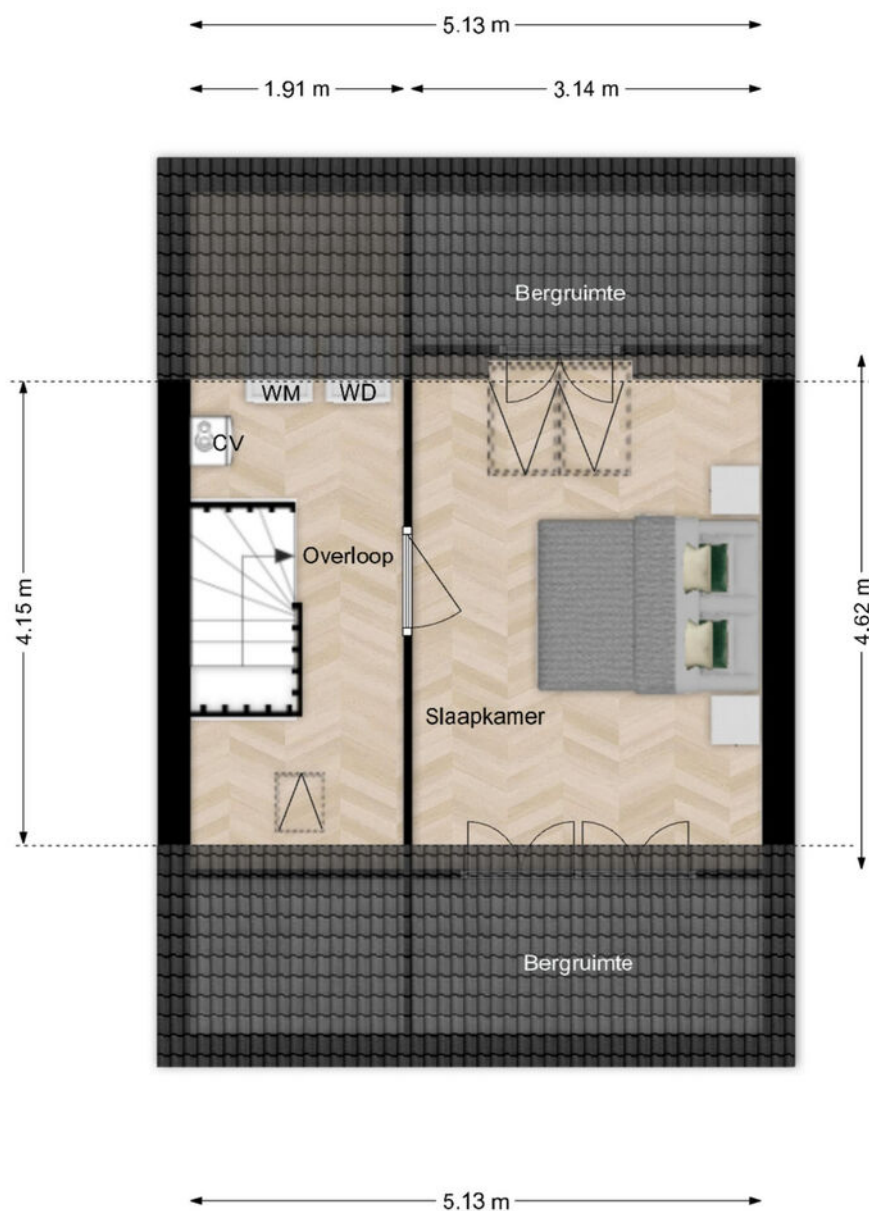 5.13 m
1.91 m
3.14 m
Bergruimte
WM
WD
CV
Overloop
4.15 m
4.62 m
Slaapkamer
Bergruimte
5.13 m